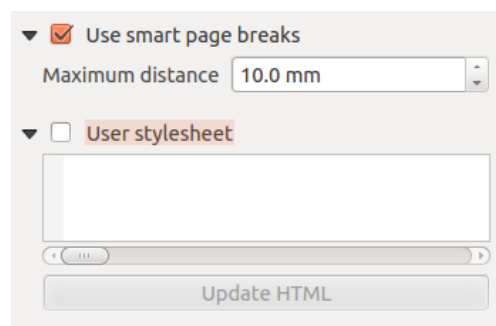 Use smart page breaks
Maximum distance 10.0 mm
User stylesheet
Update HTML